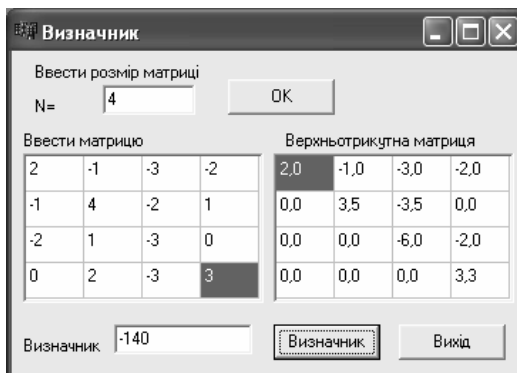 Визначник
Ввести розмір матриці
N= 4 OK
Ввести матрицю Верхньотрикутна матриця
2 -1 -3 -2 2,0 -1,0 -3,0 -2,0
-1 4 -2 1 0,0 3,5 -3,5 0,0
-2 1 -3 0 0,0 0,0 -6,0 -2,0
0 2 -3 3 0,0 0,0 0,0 3,3
Визначник -140 Визначник Вихід